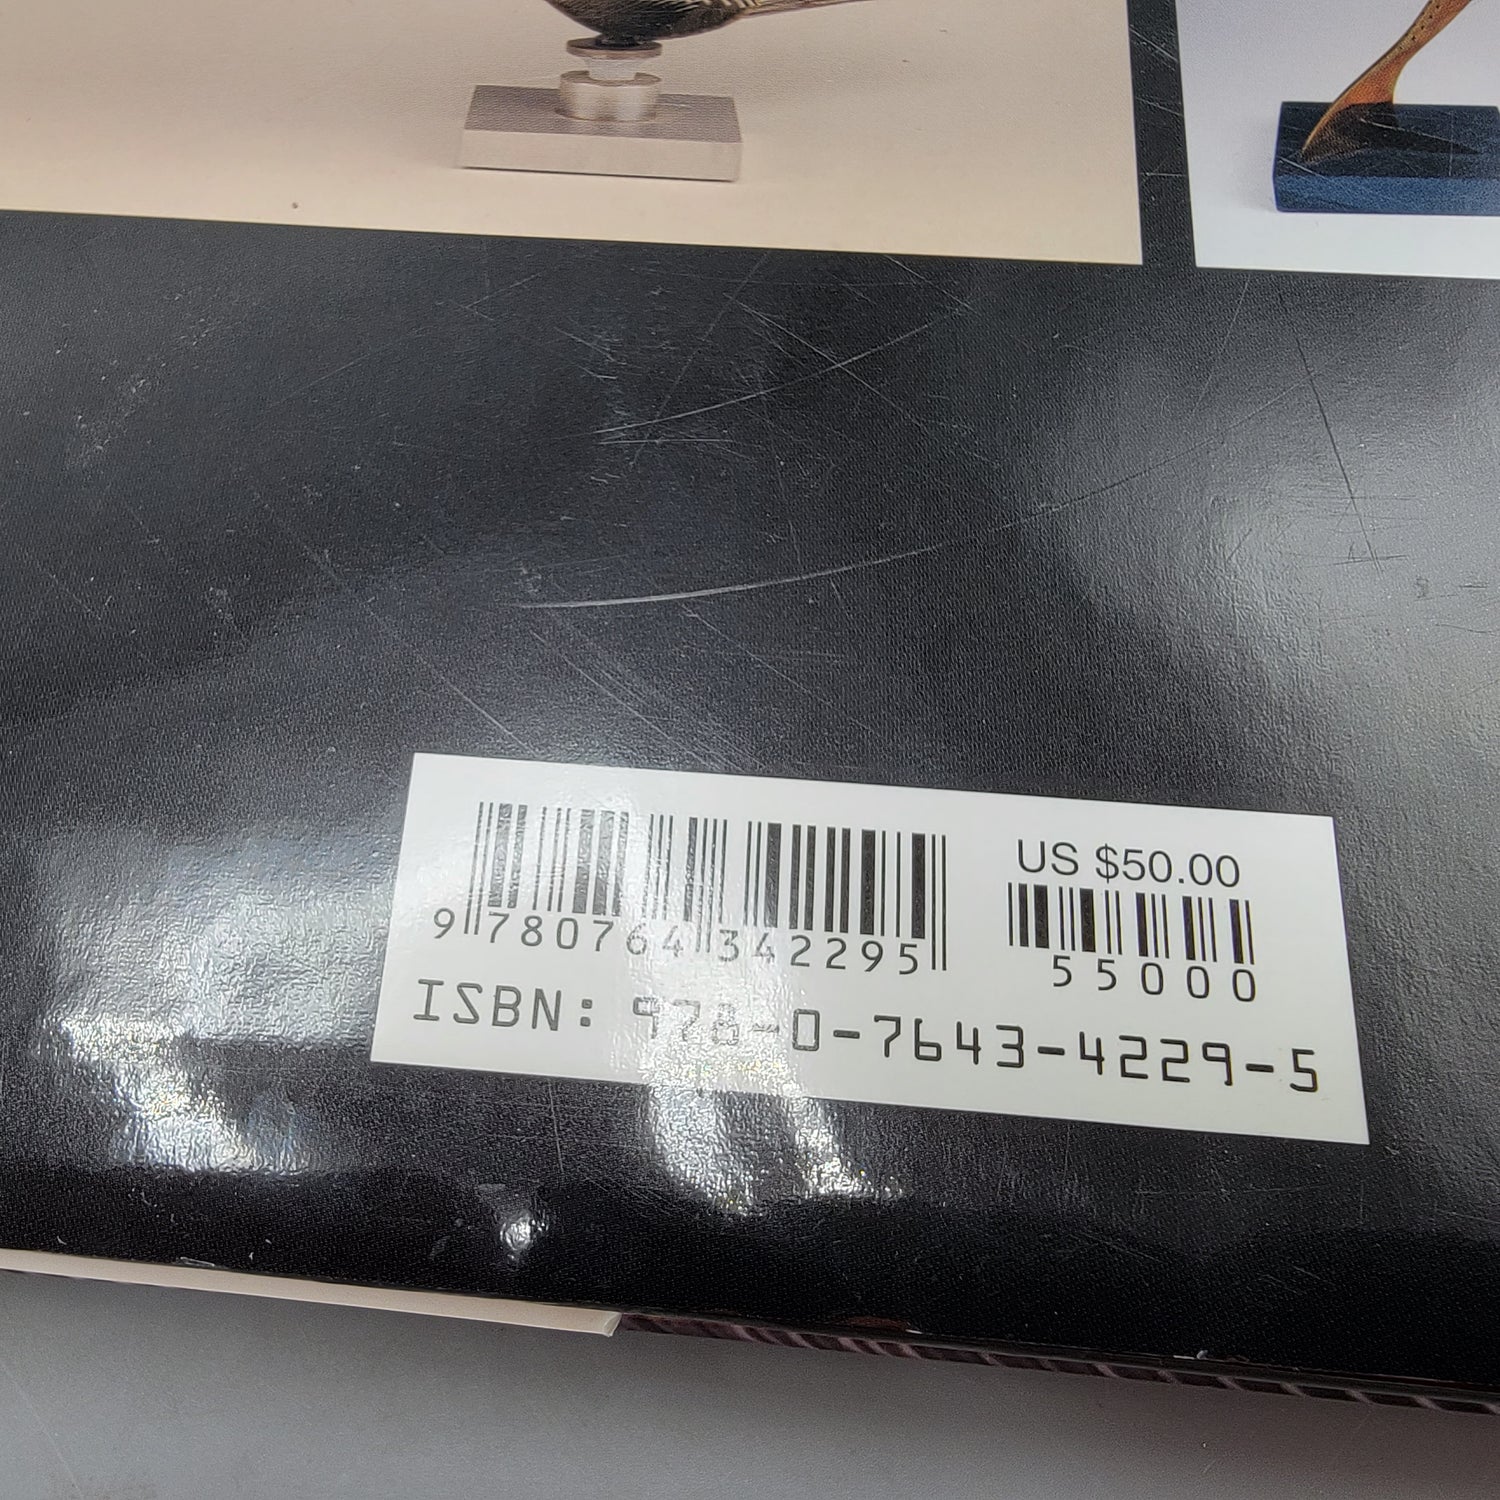 US $50.00
9 780764 342295
55000
ISBN: 978-0-7643-4229-5